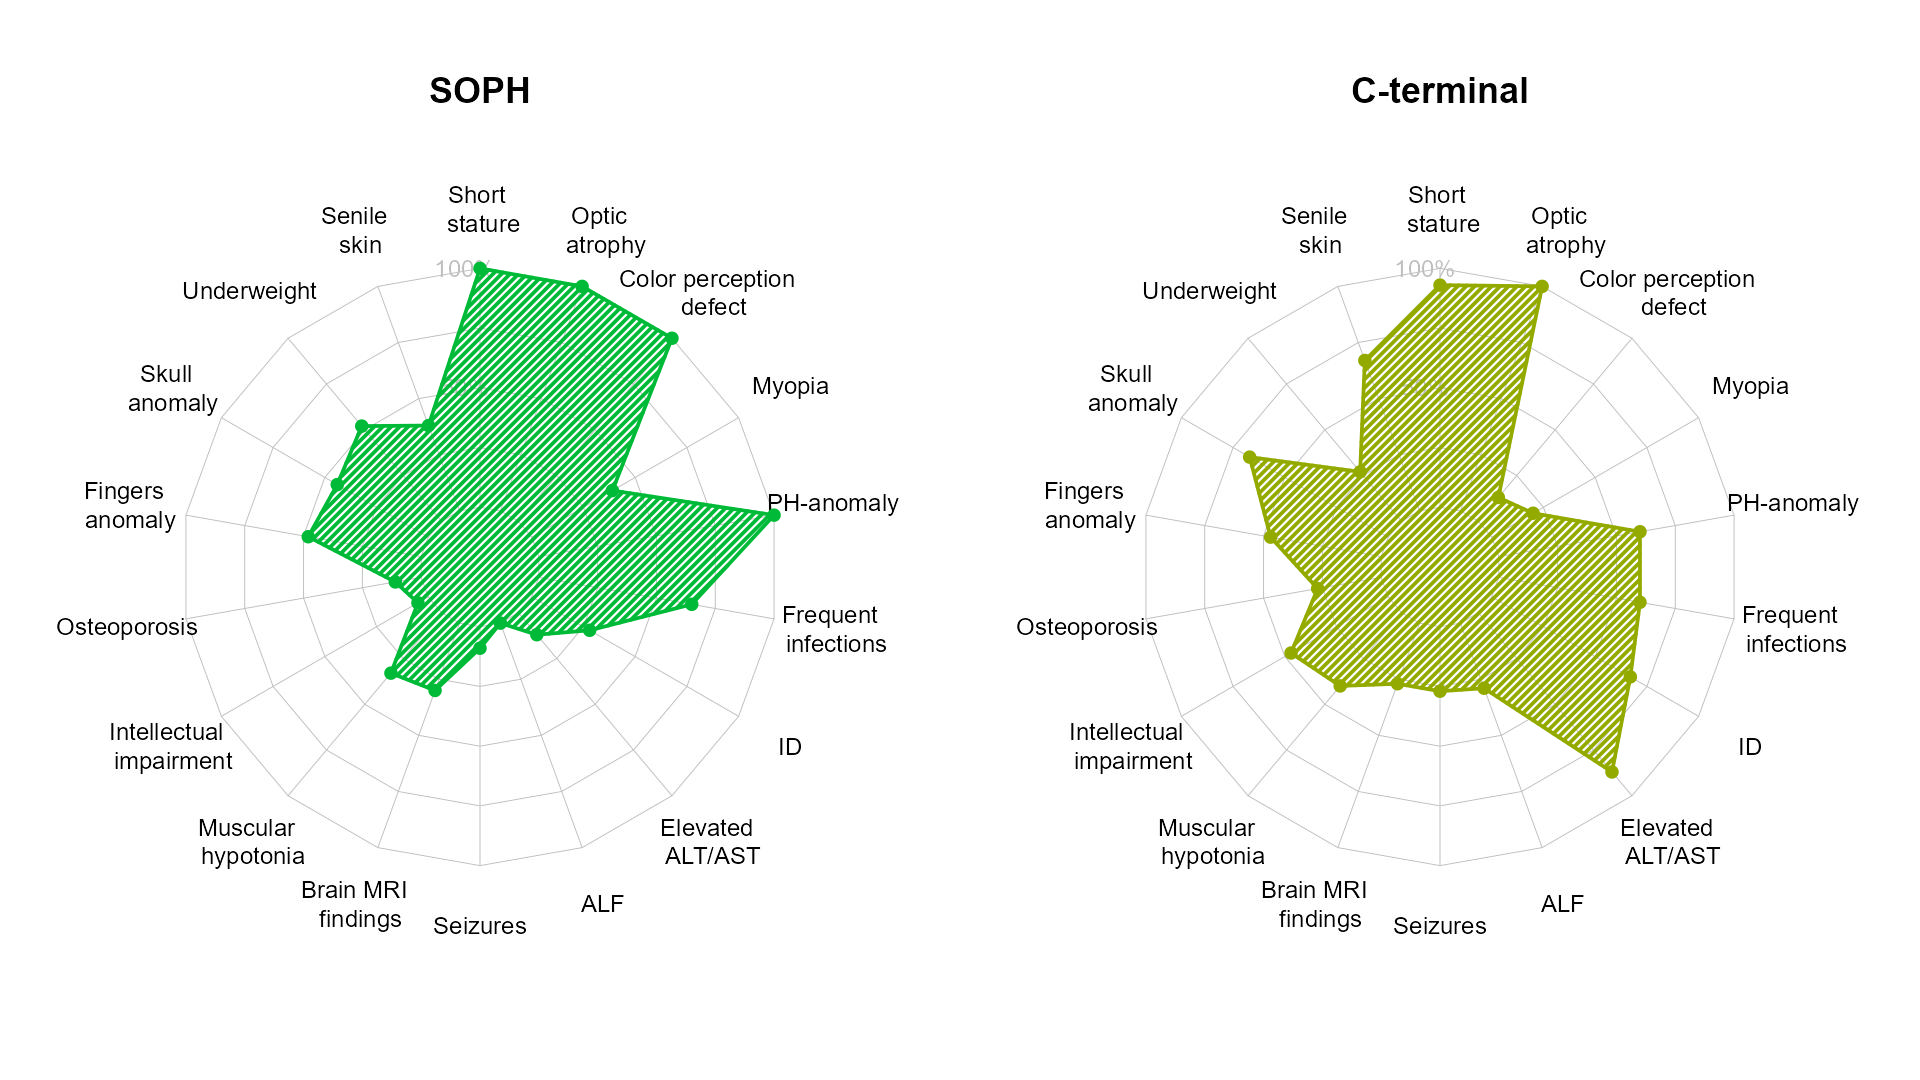 SOPH
Short
stature
Optic
atrophy
Color perception
defect
Myopia
PH-anomaly
Frequent
infections
ID
Elevated
ALT/AST
ALF
Seizures
Brain MRI
findings
Muscular
hypotonia
Intellectual
impairment
Osteoporosis
Fingers
anomaly
Skull
anomaly
Underweight
Senile
skin
100%
C-terminal
Short
stature
Optic
atrophy
Color perception
defect
Myopia
PH-anomaly
Frequent
infections
ID
Elevated
ALT/AST
ALF
Seizures
Brain MRI
findings
Muscular
hypotonia
Intellectual
impairment
Osteoporosis
Fingers
anomaly
Skull
anomaly
Underweight
Senile
skin
100%